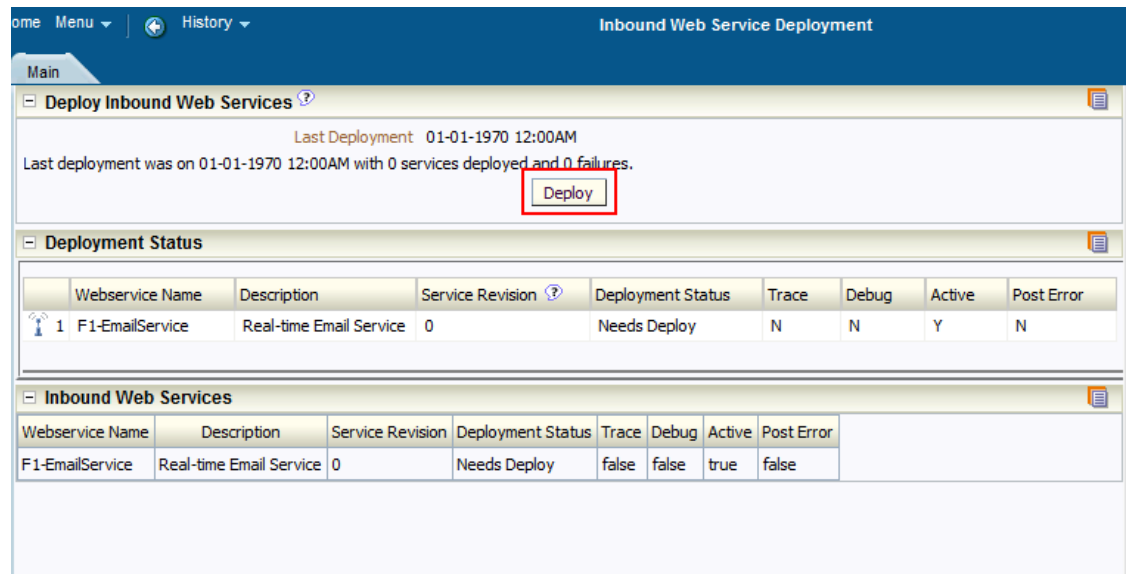 ome Menu History Inbound Web Service Deployment
Main
Deploy Inbound Web Services ?
Last Deployment 01-01-1970 12:00AM
Last deployment was on 01-01-1970 12:00AM with 0 services deployed and 0 failures.
Deploy
Deployment Status
Webservice Name Description Service Revision ? Deployment Status Trace Debug Active Post Error
1 F1-EmailService Real-time Email Service 0 Needs Deploy N N Y N
Inbound Web Services
Webservice Name Description Service Revision Deployment Status Trace Debug Active Post Error
F1-EmailService Real-time Email Service 0 Needs Deploy false false true false